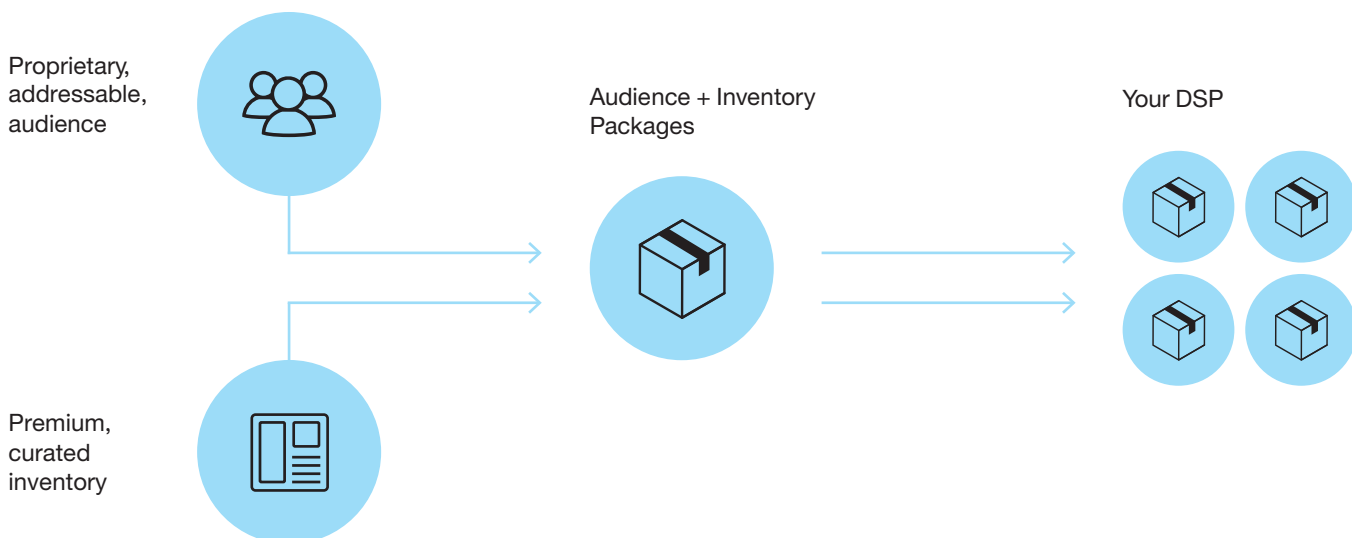 Proprietary,
addressable,
audience
Audience + Inventory
Packages
Your DSP
Premium,
curated
inventory